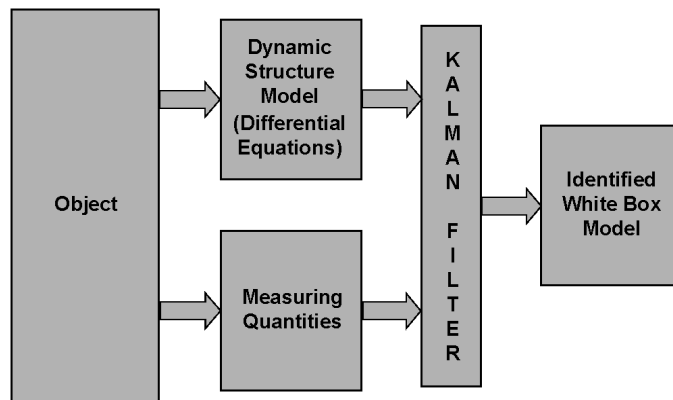 Object
Dynamic
Structure
Model
(Differential
Equations)
Measuring
Quantities
K
A
L
M
A
N
F
I
L
T
E
R
Identified
White Box
Model